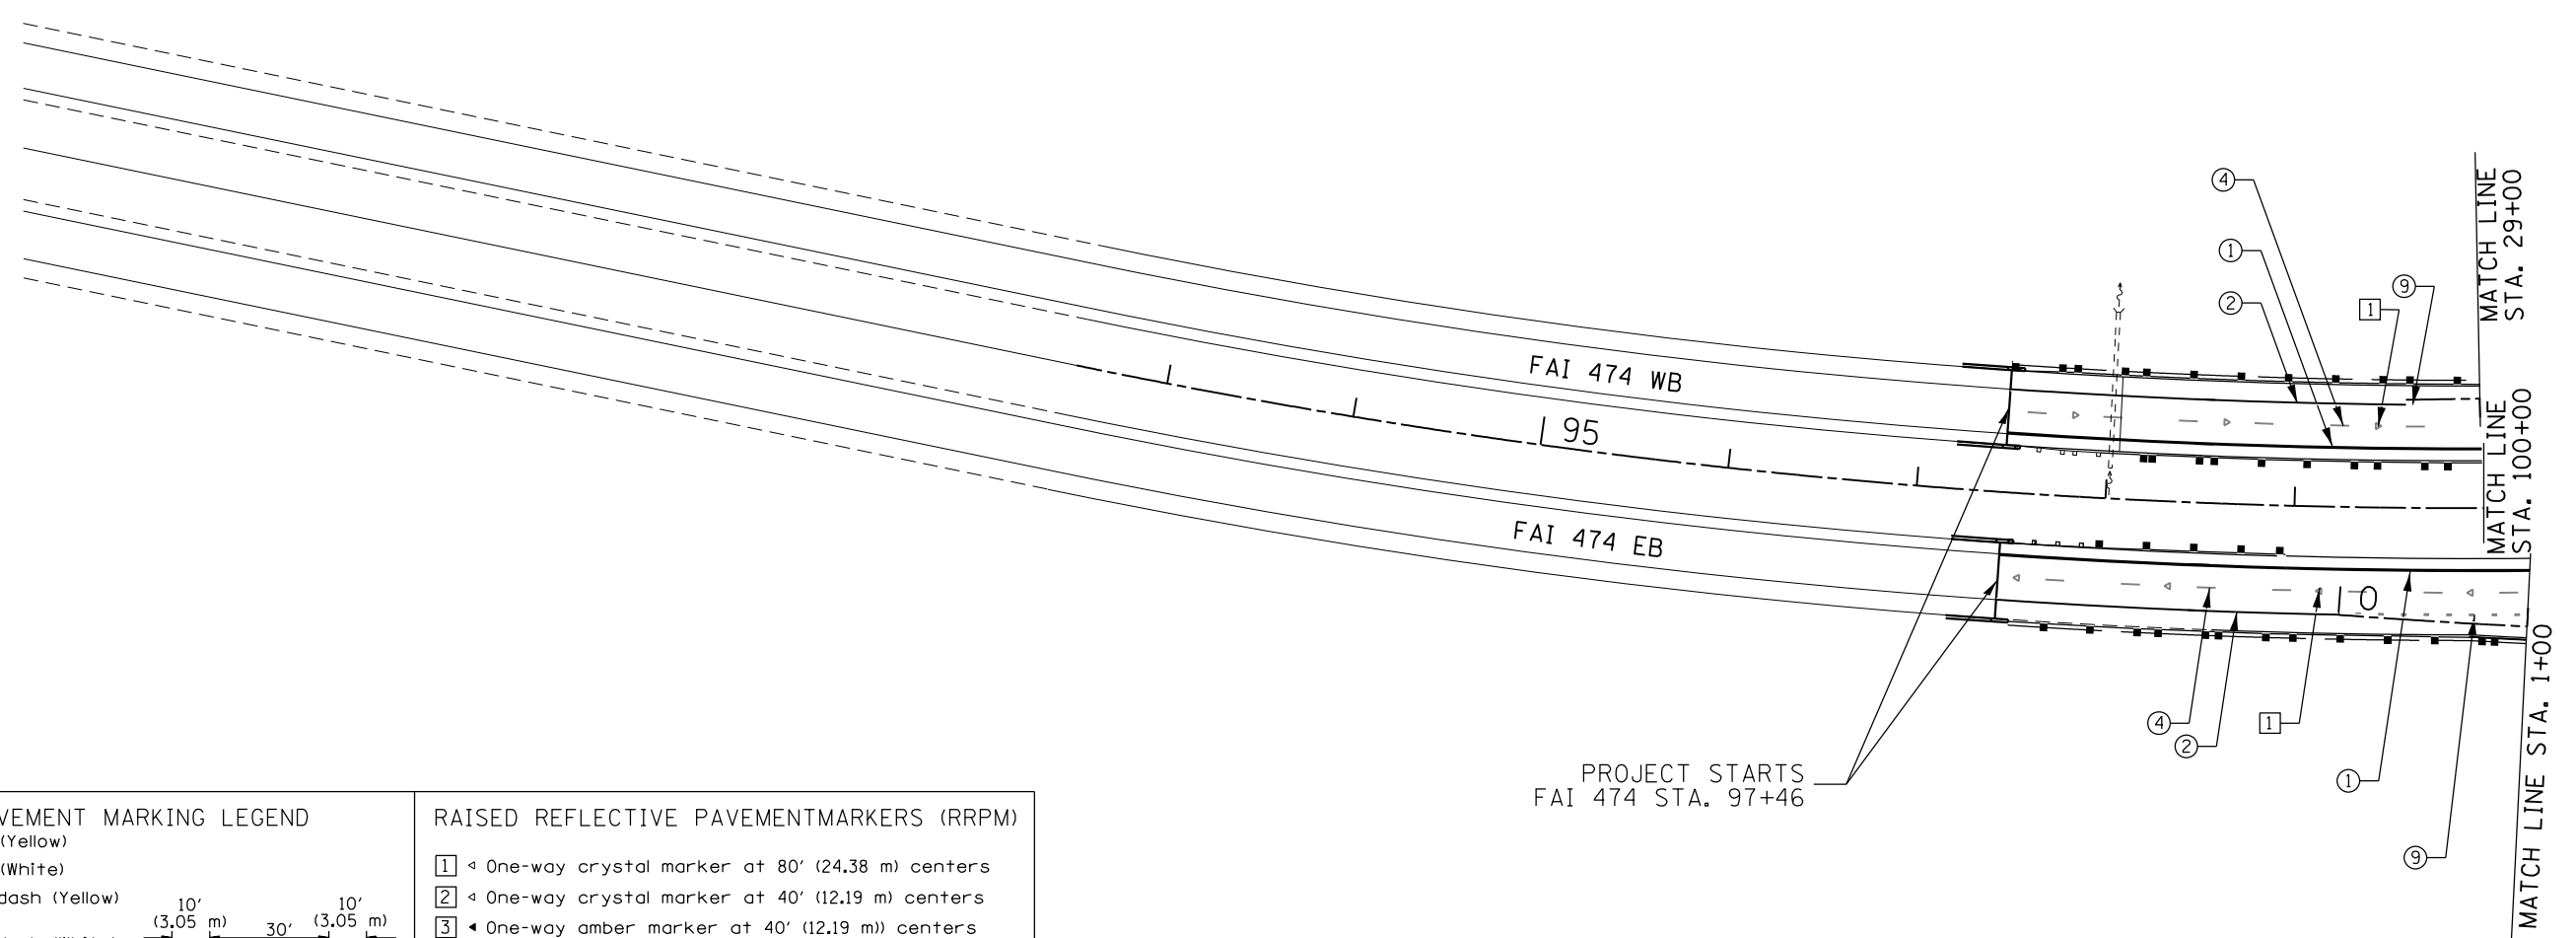 MATCH LINE
STA. 29+00
4
1
2
1
9
FAI 474 WB
95
MATCH LINE
STA. 100+00
FAI 474 EB
0
4
2
1
1
9
MATCH LINE STA. 1+00
PROJECT STARTS
FAI 474 STA. 97+46
VEMENT MARKING LEGEND
(Yellow)
(White)
dash (Yellow)
10' 10'
(3.05 m) (3.05 m)
30'
RAISED REFLECTIVE PAVEMENTMARKERS (RRPM)
1 ◃ One-way crystal marker at 80' (24.38 m) centers
2 ◃ One-way crystal marker at 40' (12.19 m) centers
3 ◂ One-way amber marker at 40' (12.19 m)) centers